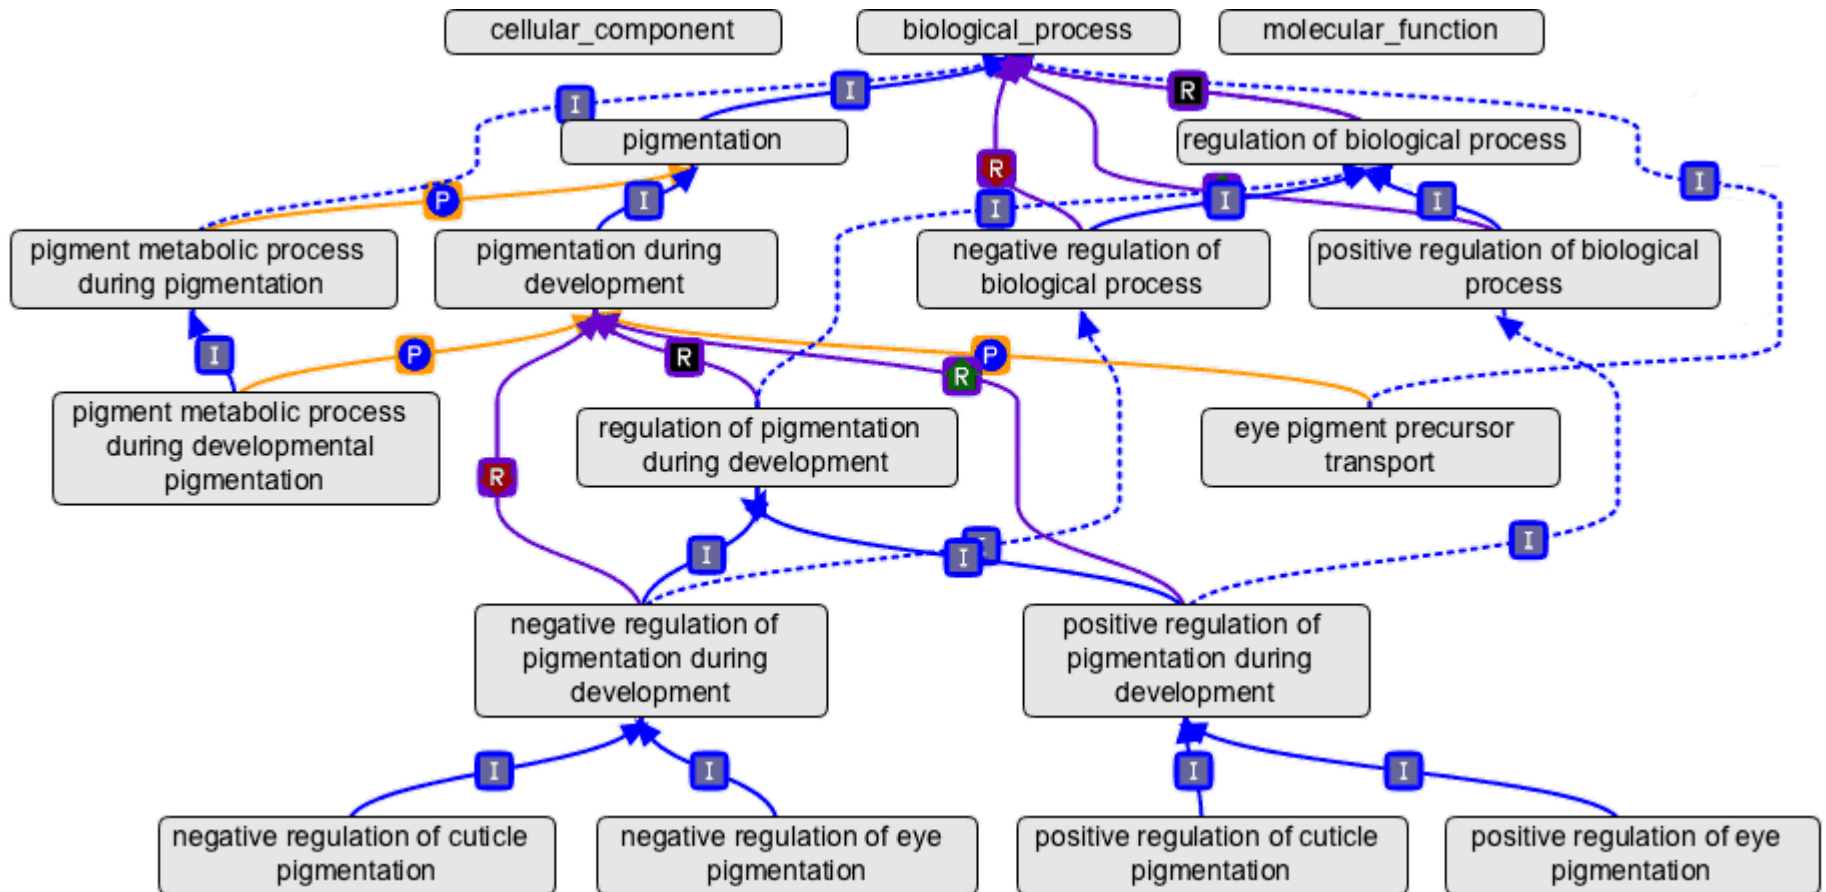 cellular_component
biological_process
molecular_function
I
I
R
pigmentation
regulation of biological process
R
I
P
I
I
I
I
pigment metabolic process
during pigmentation
pigmentation during
development
negative regulation of
biological process
positive regulation of biological
process
I
P
R
R
P
pigment metabolic process
during developmental
pigmentation
regulation of pigmentation
during development
eye pigment precursor
transport
R
I
I
I
I
negative regulation of
pigmentation during
development
positive regulation of
pigmentation during
development
I
I
I
I
negative regulation of cuticle
pigmentation
negative regulation of eye
pigmentation
positive regulation of cuticle
pigmentation
positive regulation of eye
pigmentation